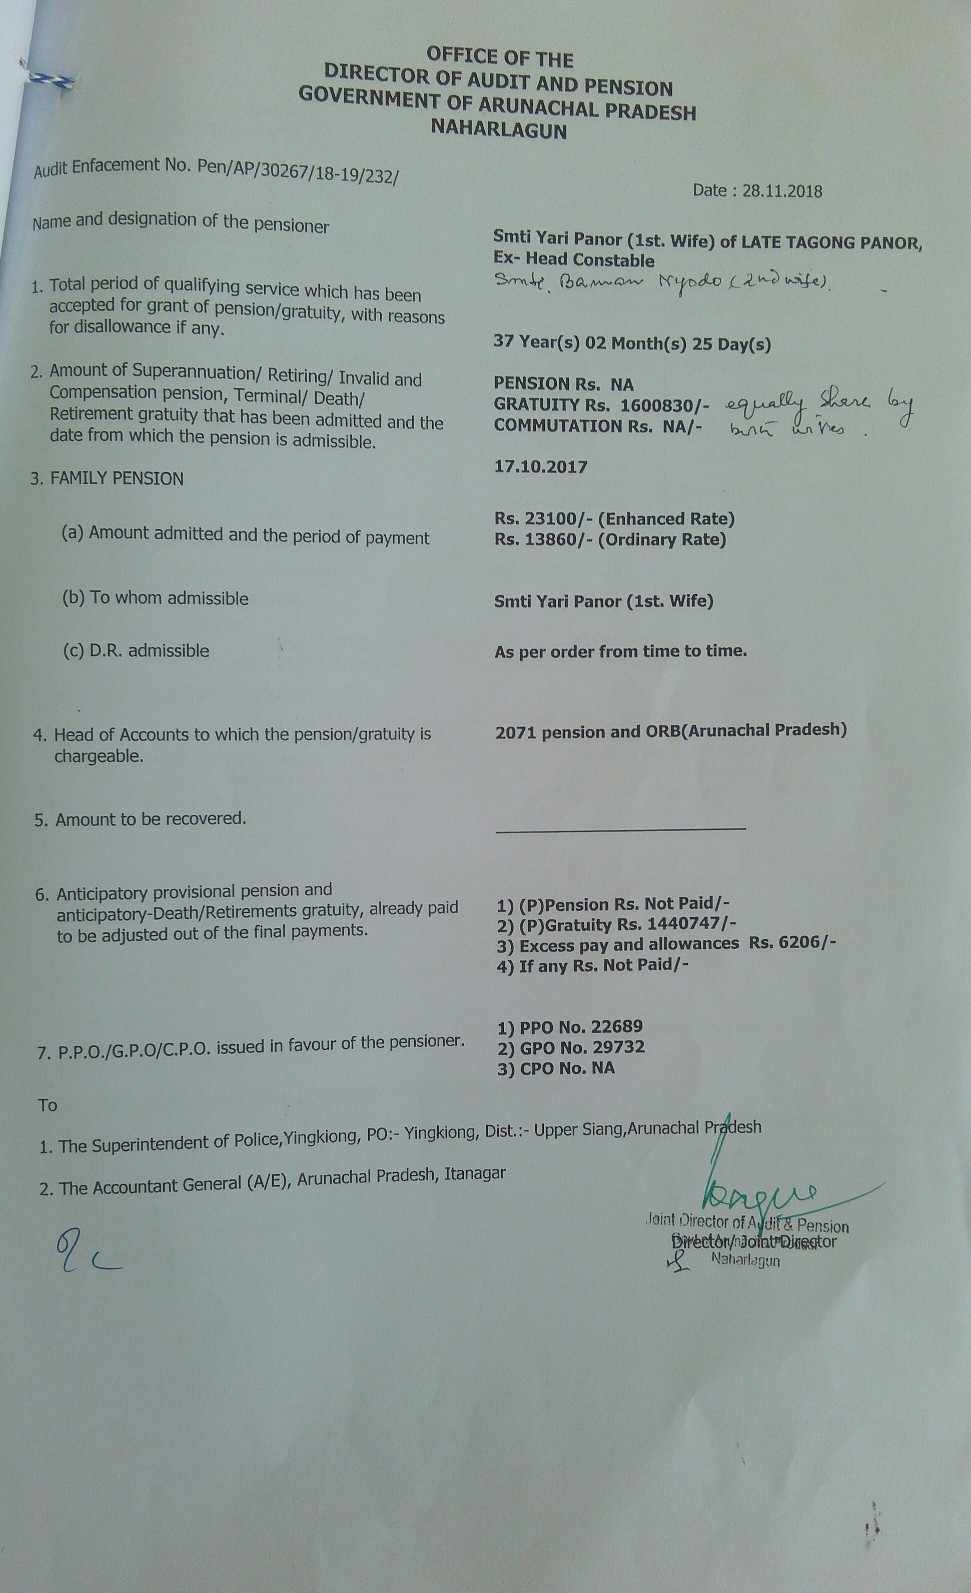 OFFICE OF THE
DIRECTOR OF AUDIT AND PENSION
GOVERNMENT OF ARUNACHAL PRADESH
NAHARLAGUN
Audit Enfacement No. Pen/AP/30267/18-19/232/
Date : 28.11.2018
Name and designation of the pensioner
Smti Yari Panor (1st. Wife) of LATE TAGONG PANOR,
Ex- Head Constable
Smte. Baman Nyodo (2nd wife).
1. Total period of qualifying service which has been
accepted for grant of pension/gratuity, with reasons
for disallowance if any.
37 Year(s) 02 Month(s) 25 Day(s)
2. Amount of Superannuation/ Retiring/ Invalid and
Compensation pension, Terminal/ Death/
Retirement gratuity that has been admitted and the
date from which the pension is admissible.
PENSION Rs. NA
GRATUITY Rs. 1600830/- equally share by
COMMUTATION Rs. NA/- both wives.
17.10.2017
3. FAMILY PENSION
(a) Amount admitted and the period of payment
Rs. 23100/- (Enhanced Rate)
Rs. 13860/- (Ordinary Rate)
(b) To whom admissible
Smti Yari Panor (1st. Wife)
(c) D.R. admissible
As per order from time to time.
4. Head of Accounts to which the pension/gratuity is
chargeable.
2071 pension and ORB(Arunachal Pradesh)
5. Amount to be recovered.
6. Anticipatory provisional pension and
anticipatory-Death/Retirements gratuity, already paid
to be adjusted out of the final payments.
1) (P)Pension Rs. Not Paid/-
2) (P)Gratuity Rs. 1440747/-
3) Excess pay and allowances Rs. 6206/-
4) If any Rs. Not Paid/-
7. P.P.O./G.P.O/C.P.O. issued in favour of the pensioner.
1) PPO No. 22689
2) GPO No. 29732
3) CPO No. NA
To
1. The Superintendent of Police,Yingkiong, PO:- Yingkiong, Dist.:- Upper Siang,Arunachal Pradesh
2. The Accountant General (A/E), Arunachal Pradesh, Itanagar
Joint Director of Audit & Pension
Director/Joint Director
Naharlagun